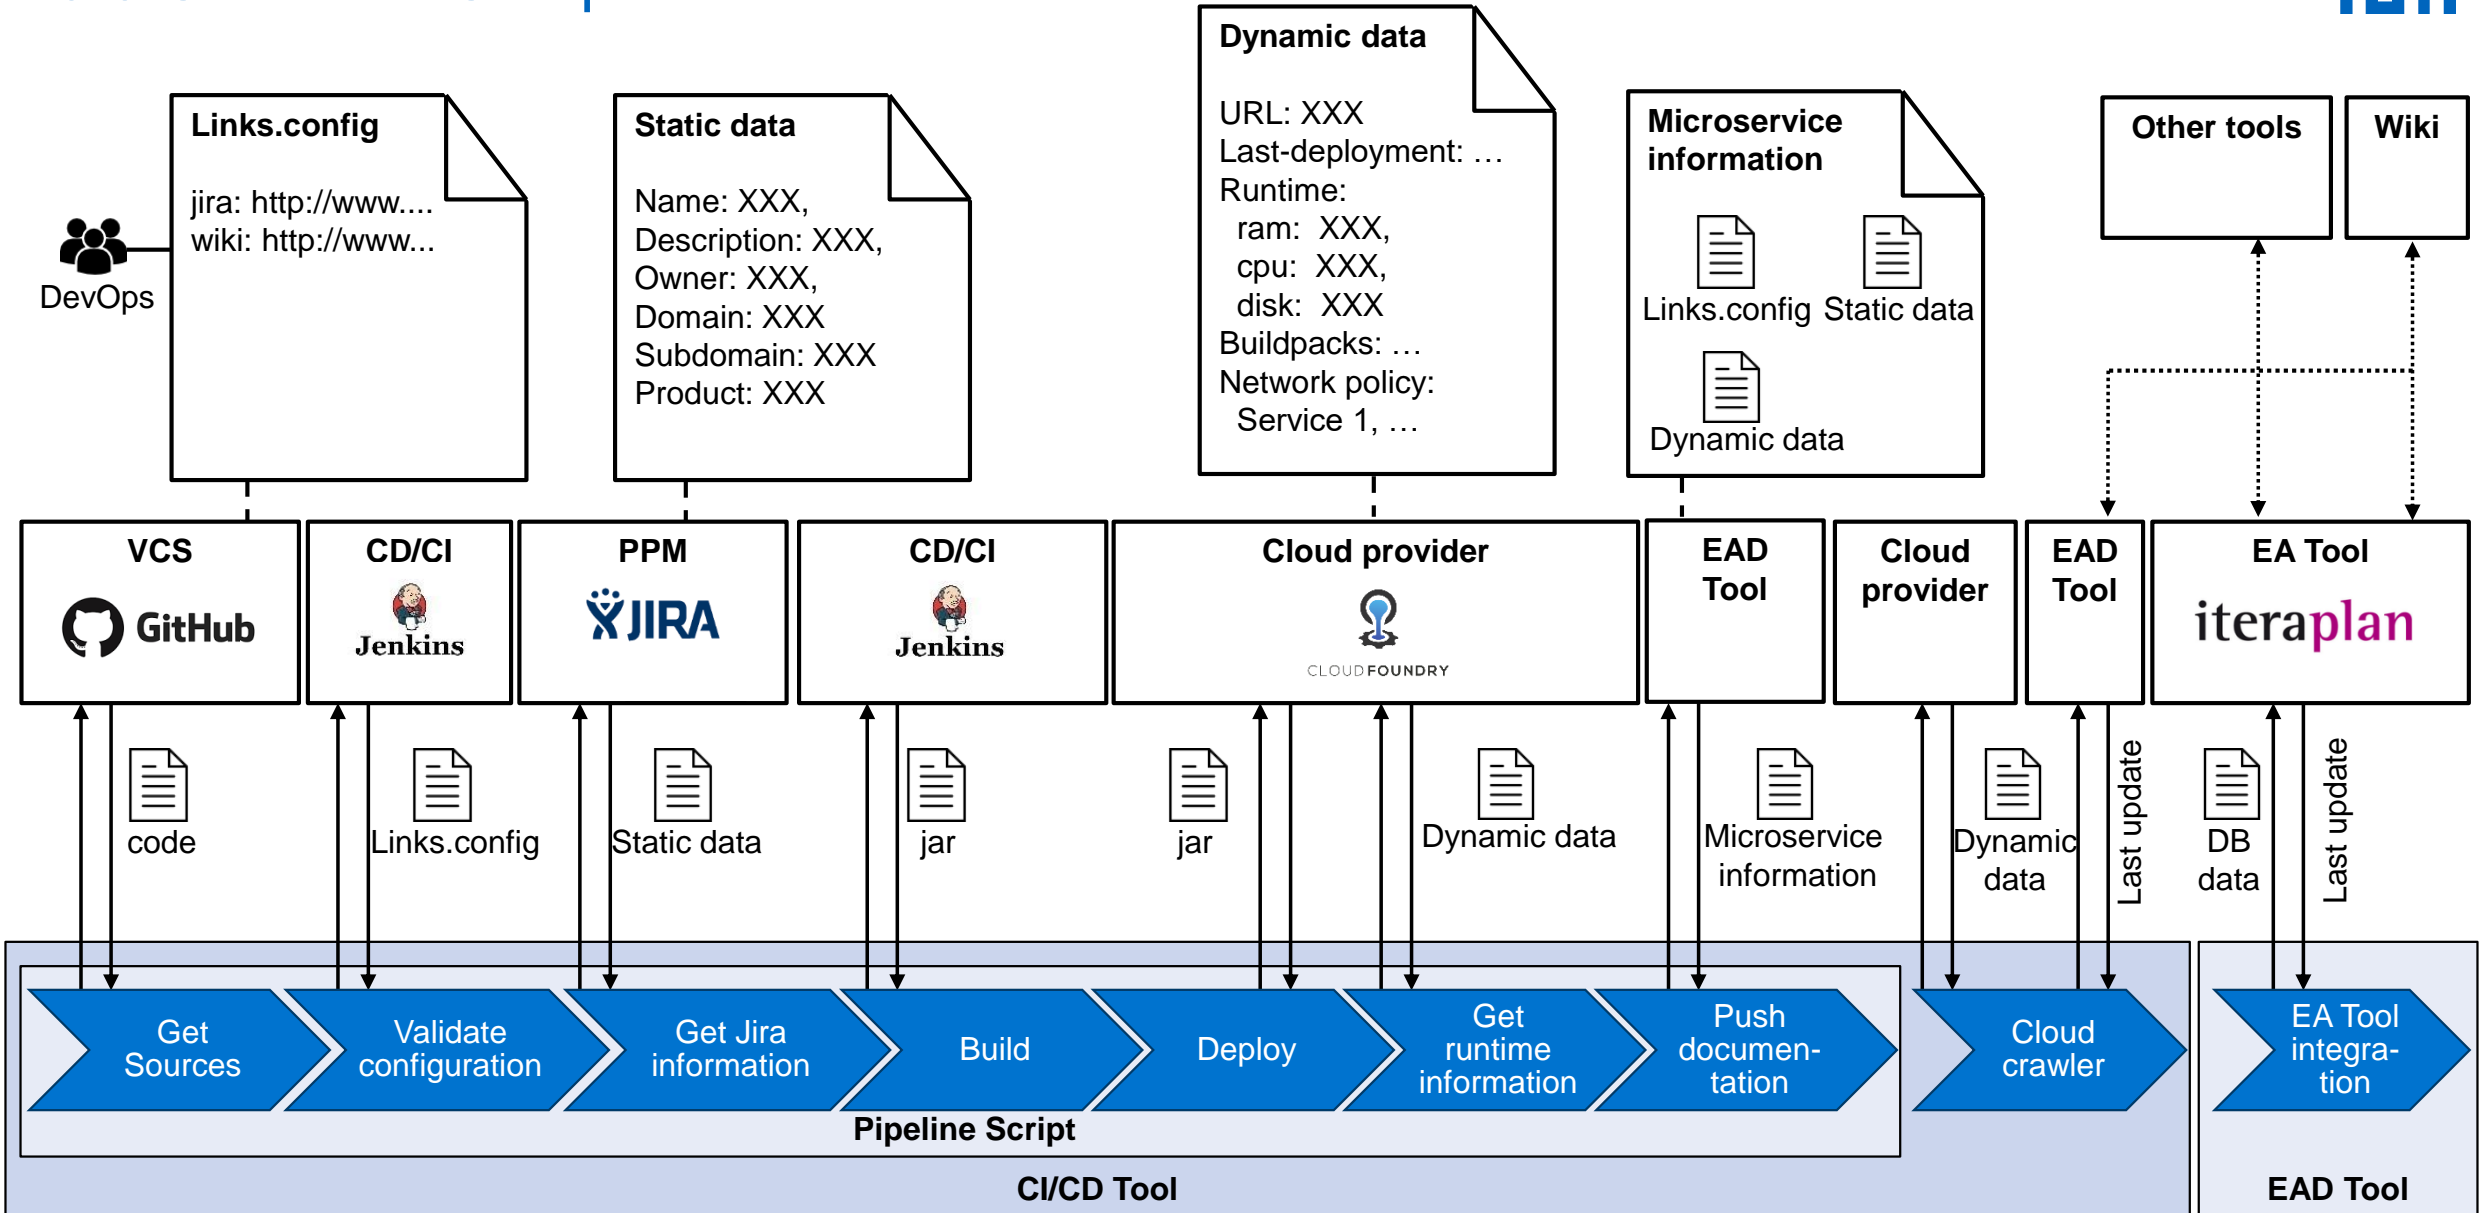 Dynamic data
URL: XXX
Last-deployment: …
Runtime:
ram: XXX,
cpu: XXX,
disk: XXX
Buildpacks: …
Network policy:
Service 1, …
Links.config
jira: http://www....
wiki: http://www...
DevOps
Static data
Name: XXX,
Description: XXX,
Owner: XXX,
Domain: XXX
Subdomain: XXX
Product: XXX
Microservice
information
Links.config
Static data
Dynamic data
Other tools
Wiki
VCS
GitHub
CD/CI
Jenkins
PPM
JIRA
CD/CI
Jenkins
Cloud provider
CLOUD FOUNDRY
EAD
Tool
Cloud
provider
EAD
Tool
EA Tool
iteraplan
code
Links.config
Static data
jar
jar
Dynamic data
Microservice
information
Dynamic
data
Last update
DB
data
Last update
Get
Sources
Validate
configuration
Get Jira
information
Build
Deploy
Get
runtime
information
Push
documen-
tation
Cloud
crawler
EA Tool
integra-
tion
Pipeline Script
CI/CD Tool
EAD Tool